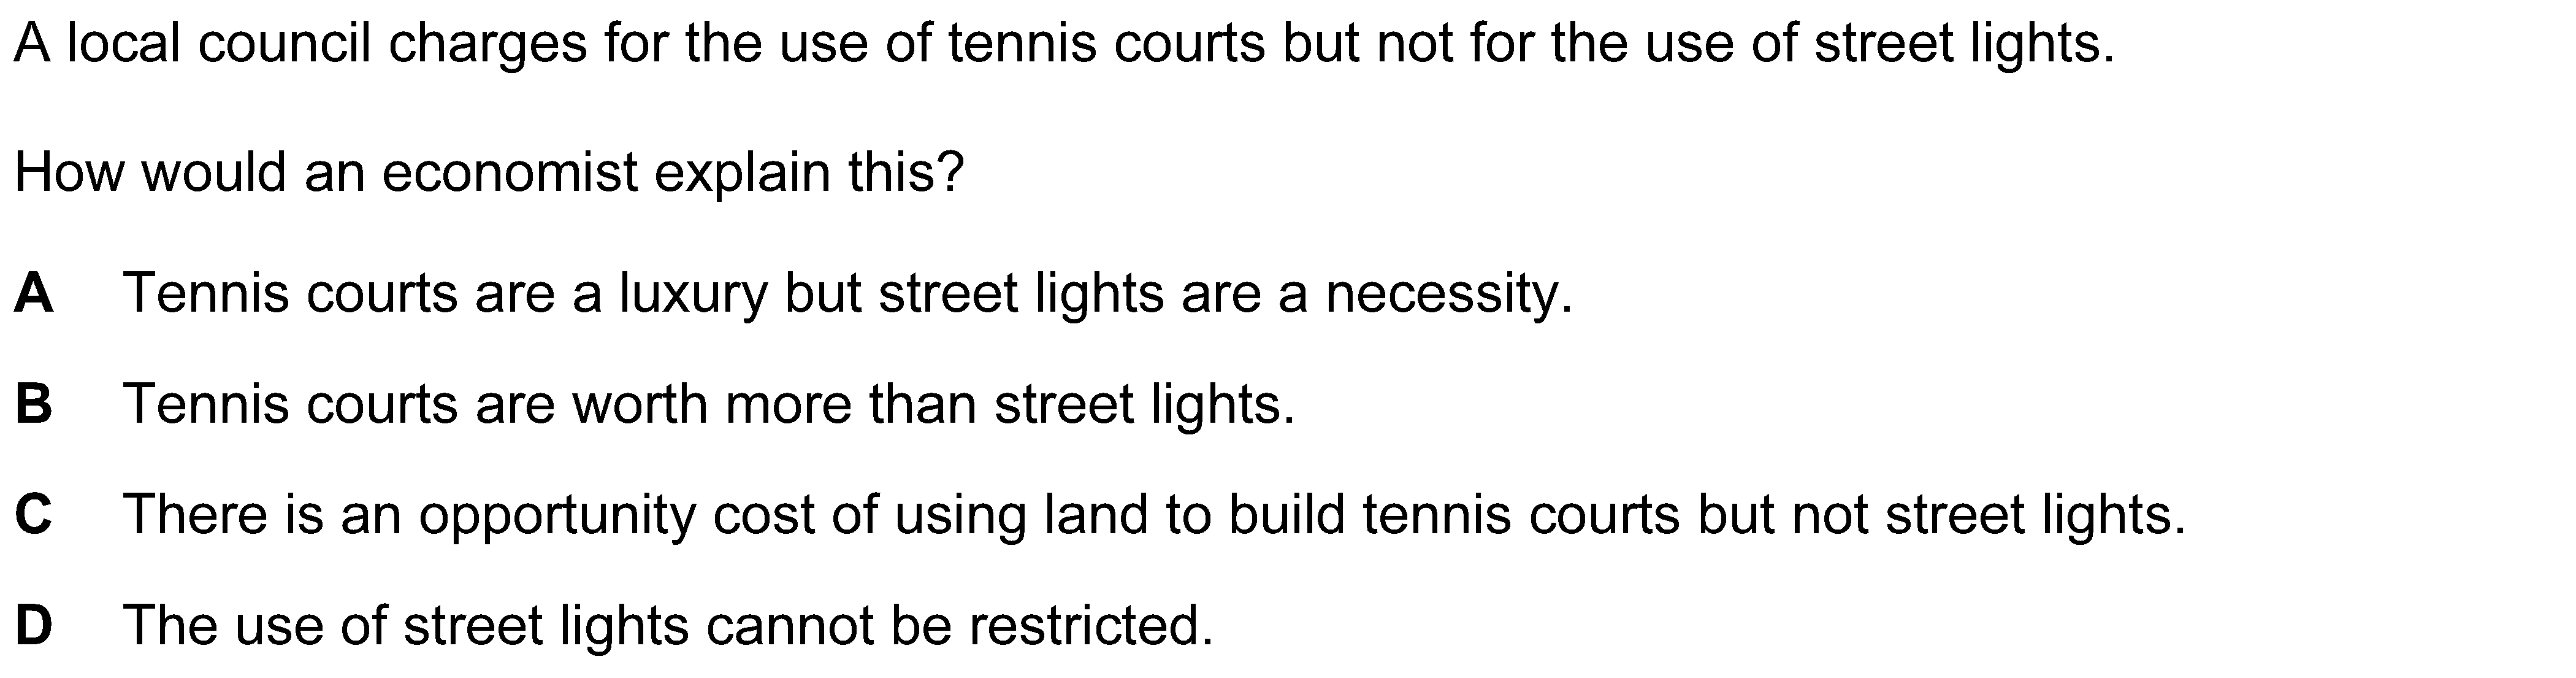 A local council charges for the use of tennis courts but not for the use of street lights.
How would an economist explain this?
A Tennis courts are a luxury but street lights are a necessity.
B Tennis courts are worth more than street lights.
C There is an opportunity cost of using land to build tennis courts but not street lights.
D The use of street lights cannot be restricted.